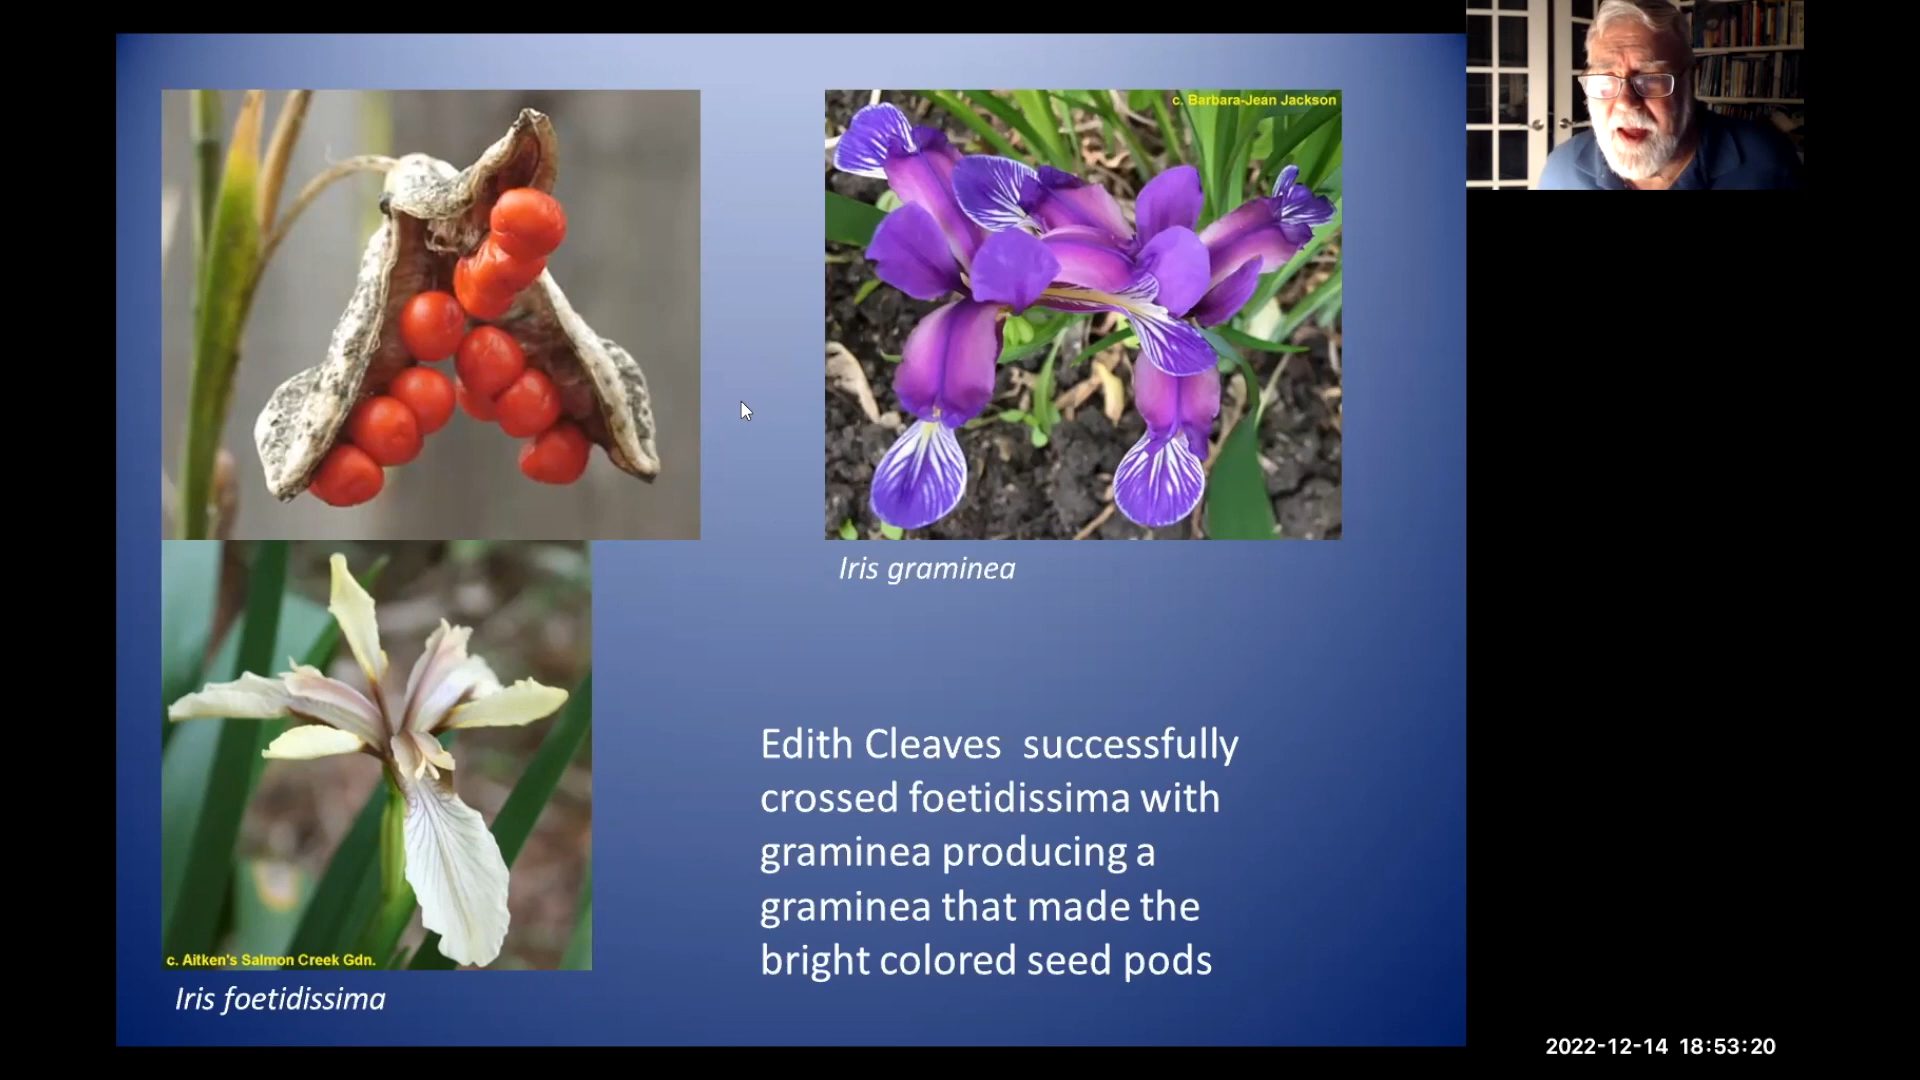 c. Barbara-Jean Jackson
Iris graminea
Edith Cleaves  successfully
crossed foetidissima with
graminea producing a
graminea that made the
bright colored seed pods
c. Aitken's Salmon Creek Gdn.
Iris foetidissima
2022-12-14 18:53:20